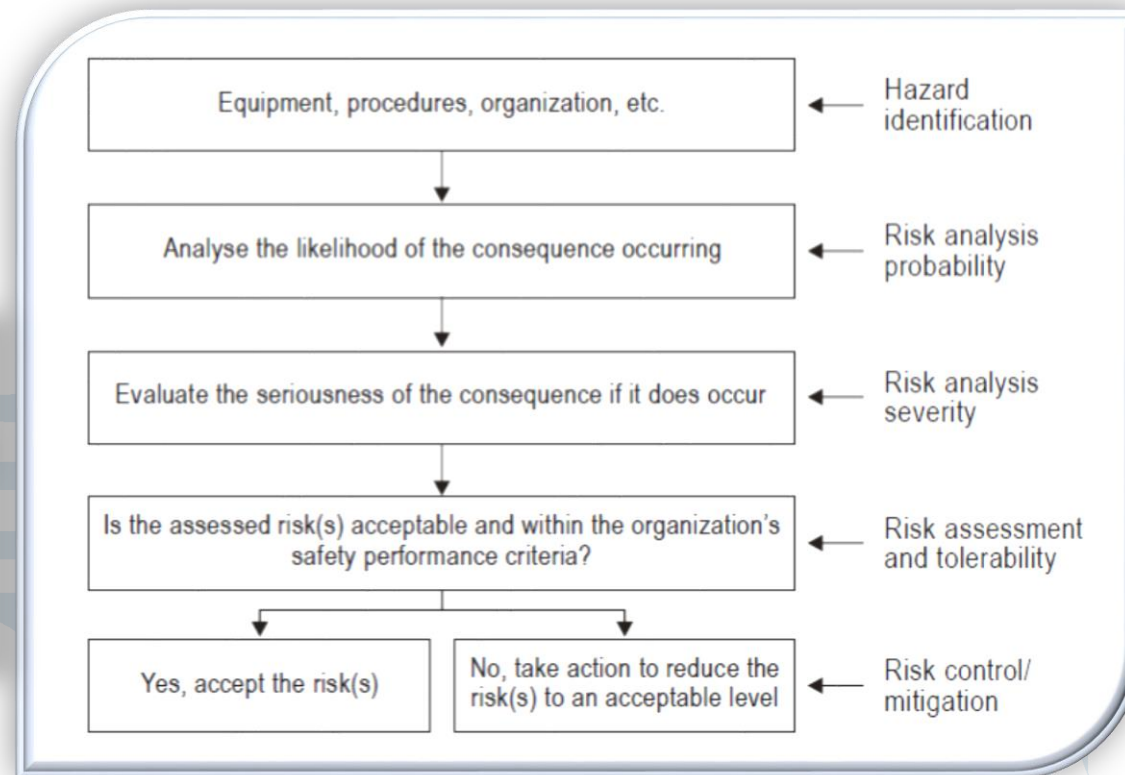 Equipment, procedures, organization, etc.
Hazard
identification
Analyse the likelihood of the consequence occurring
Risk analysis
probability
Evaluate the seriousness of the consequence if it does occur
Risk analysis
severity
Is the assessed risk(s) acceptable and within the organization's
safety performance criteria?
Risk assessment
and tolerability
Yes, accept the risk(s)
No, take action to reduce the
risk(s) to an acceptable level
Risk control/
mitigation